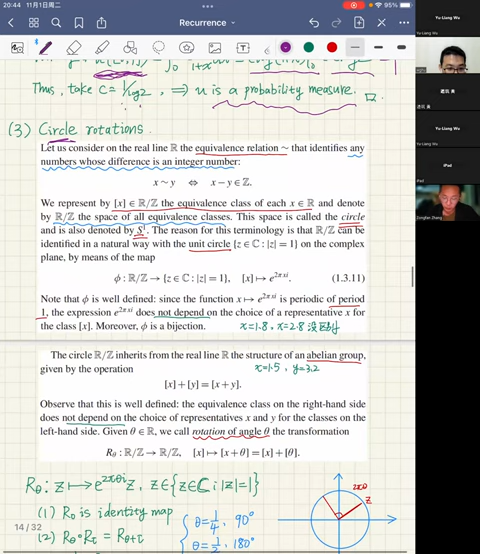 20:44 11月1日周二
95%
Recurrence
Thus, take C = 1/log2, ⟹ u is a probability measure. □
(3) Circle rotations.
Let us consider on the real line ℝ the equivalence relation ∼ that identifies any
numbers whose difference is an integer number:
x ∼ y ⇔ x − y ∈ ℤ.
We represent by [x] ∈ ℝ/ℤ the equivalence class of each x ∈ ℝ and denote
by ℝ/ℤ the space of all equivalence classes. This space is called the circle
and is also denoted by S¹. The reason for this terminology is that ℝ/ℤ can be
identified in a natural way with the unit circle {z ∈ ℂ : |z| = 1} on the complex
plane, by means of the map
ϕ : ℝ/ℤ → {z ∈ ℂ : |z| = 1}, [x] ↦ e^{2πxi}. (1.3.11)
Note that ϕ is well defined: since the function x ↦ e^{2πxi} is periodic of period
1, the expression e^{2πxi} does not depend on the choice of a representative x for
the class [x]. Moreover, ϕ is a bijection.
x=1.8, x=2.8 没区别
The circle ℝ/ℤ inherits from the real line ℝ the structure of an abelian group,
given by the operation
x=1.5, y=3.2
[x] + [y] = [x + y].
Observe that this is well defined: the equivalence class on the right-hand side
does not depend on the choice of representatives x and y for the classes on the
left-hand side. Given θ ∈ ℝ, we call rotation of angle θ the transformation
R_θ : ℝ/ℤ → ℝ/ℤ, [x] ↦ [x + θ] = [x] + [θ].
R_θ: z ↦ e^{2πθi} z, z ∈ {z ∈ ℂ : |z| = 1}
2πθ
z
(1) R_0 is identity map
θ = 1/4, 90°
(2) R_θ ∘ R_τ = R_{θ+τ}
θ = 1/2, 180°
14 / 32
Yu-Liang Wu
Yu-Liang Wu
Yu-Liang Wu
iPad
iPad